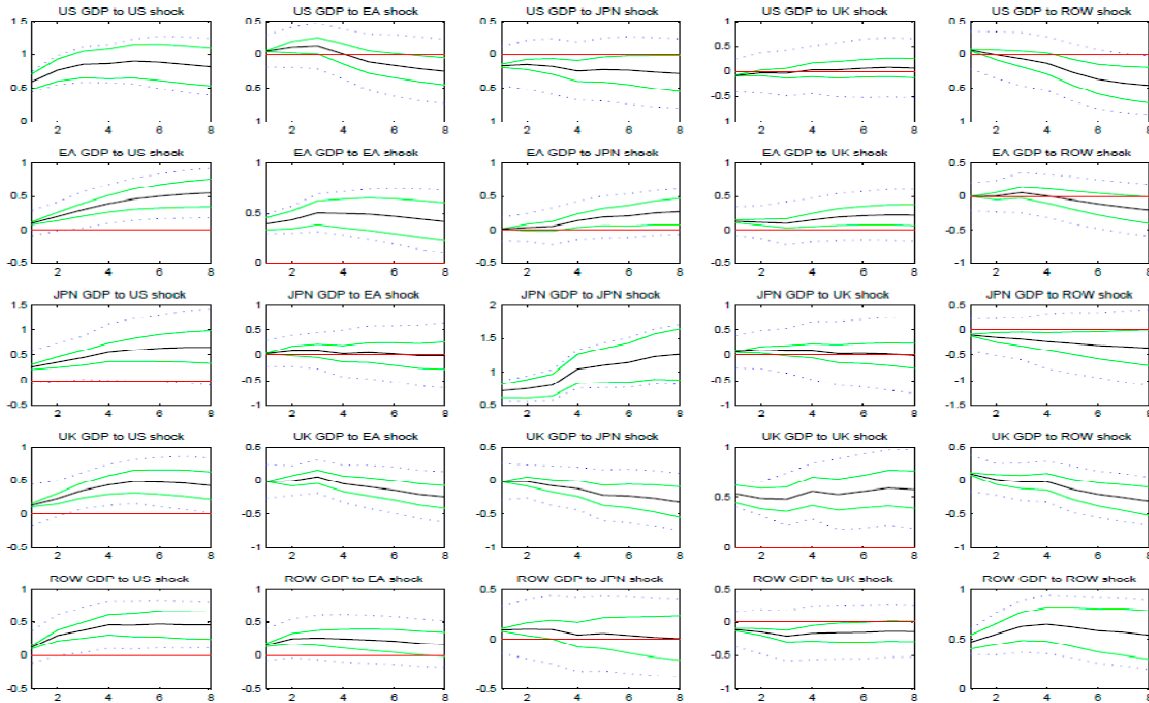 US GDP to US shock
1.5
1
0.5
0
2 4 6 8
US GDP to EA shock
0.5
0
0.5
1
2 4 6 8
US GDP to JPN shock
0.5
0
0.5
1
2 4 6 8
US GDP to UK shock
1
0.5
0
-0.5
1
2 4 6 8
US GDP to ROW shock
0.5
0
0.5
1
2 4 6 8
EA GDP to US shock
1
0.5
0
-0.5
2 4 6 8
EA GDP to EA shock
1
0.5
0
2 4 6 8
EA GDP to JPN shock
1
0.5
0
-0.5
2 4 6 8
EA GDP to UK shock
1
0.5
0
-0.5
2 4 6 8
EA GDP to ROW shock
0.5
0
-0.5
-1
2 4 6 8
JPN GDP to US shock
1.5
1
0.5
0
-0.5
2 4 6 8
JPN GDP to EA shock
1
0.5
0
-0.5
-1
2 4 6 8
JPN GDP to JPN shock
2
1.5
1
0.5
2 4 6 8
JPN GDP to UK shock
1
0.5
0
-0.5
-1
2 4 6 8
JPN GDP to ROW shock
0.5
0
-0.5
-1
-1.5
2 4 6 8
UK GDP to US shock
1
0.5
0
-0.5
2 4 6 8
UK GDP to EA shock
0.5
0
-0.5
-1
2 4 6 8
UK GDP to JPN shock
0.5
0
-0.5
-1
2 4 6 8
UK GDP to UK shock
1
0.5
0
2 4 6 8
UK GDP to ROW shock
0.5
0
-0.5
-1
2 4 6 8
ROW GDP to US shock
1
0.5
0
-0.5
2 4 6 8
ROW GDP to EA shock
1
0.5
0
-0.5
2 4 6 8
ROW GDP to JPN shock
0.5
0
0.5
2 4 6 8
ROW GDP to UK shock
0.5
0
-0.5
-1
2 4 6 8
ROW GDP to ROW shock
1
0.5
0
2 4 6 8